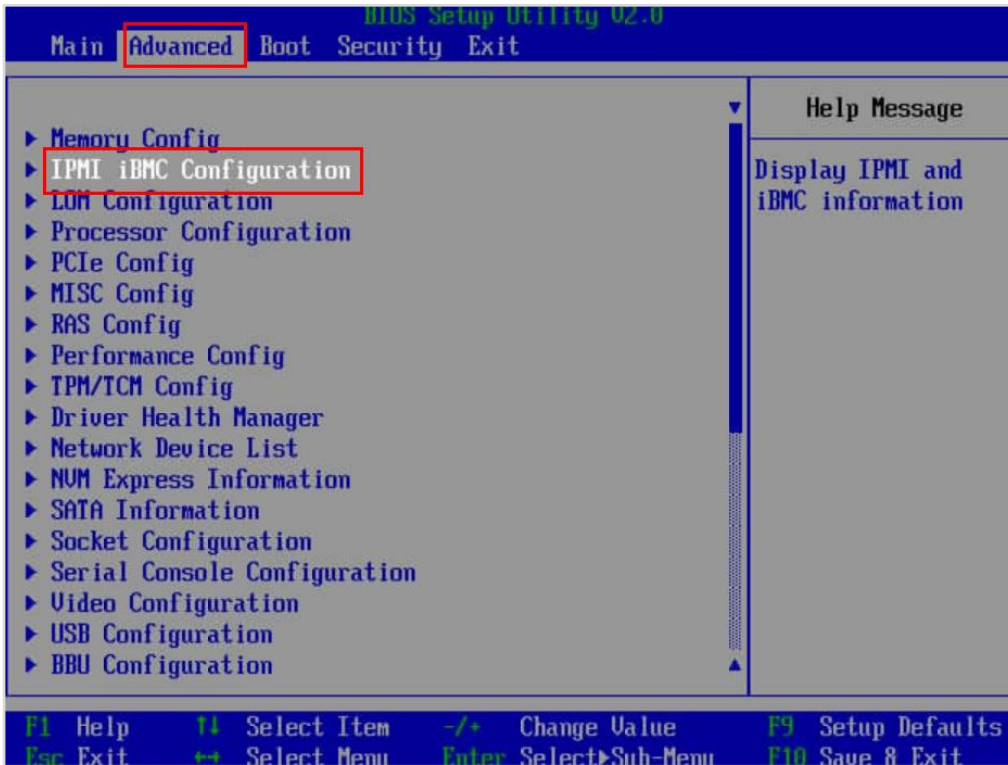 BIOS Setup Utility V2.0
Main Advanced Boot Security Exit
Help Message
Display IPMI and
iBMC information
Memory Config
IPMI iBMC Configuration
LOM Configuration
Processor Configuration
PCIe Config
MISC Config
RAS Config
Performance Config
TPM/TCM Config
Driver Health Manager
Network Device List
NVM Express Information
SATA Information
Socket Configuration
Serial Console Configuration
Video Configuration
USB Configuration
BBU Configuration
F1 Help ↑↓ Select Item -/+ Change Value F9 Setup Defaults
Esc Exit ←→ Select Menu Enter Select▶Sub-Menu F10 Save & Exit